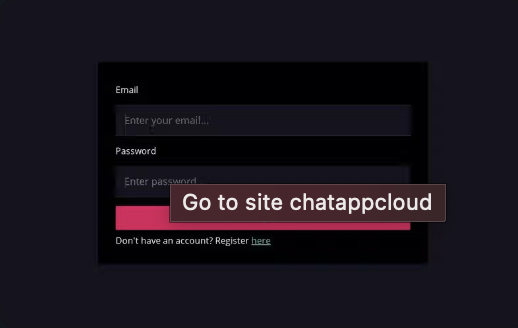 Email
Enter your email...
Password
Enter password...
Go to site chatappcloud
Don't have an account? Register here